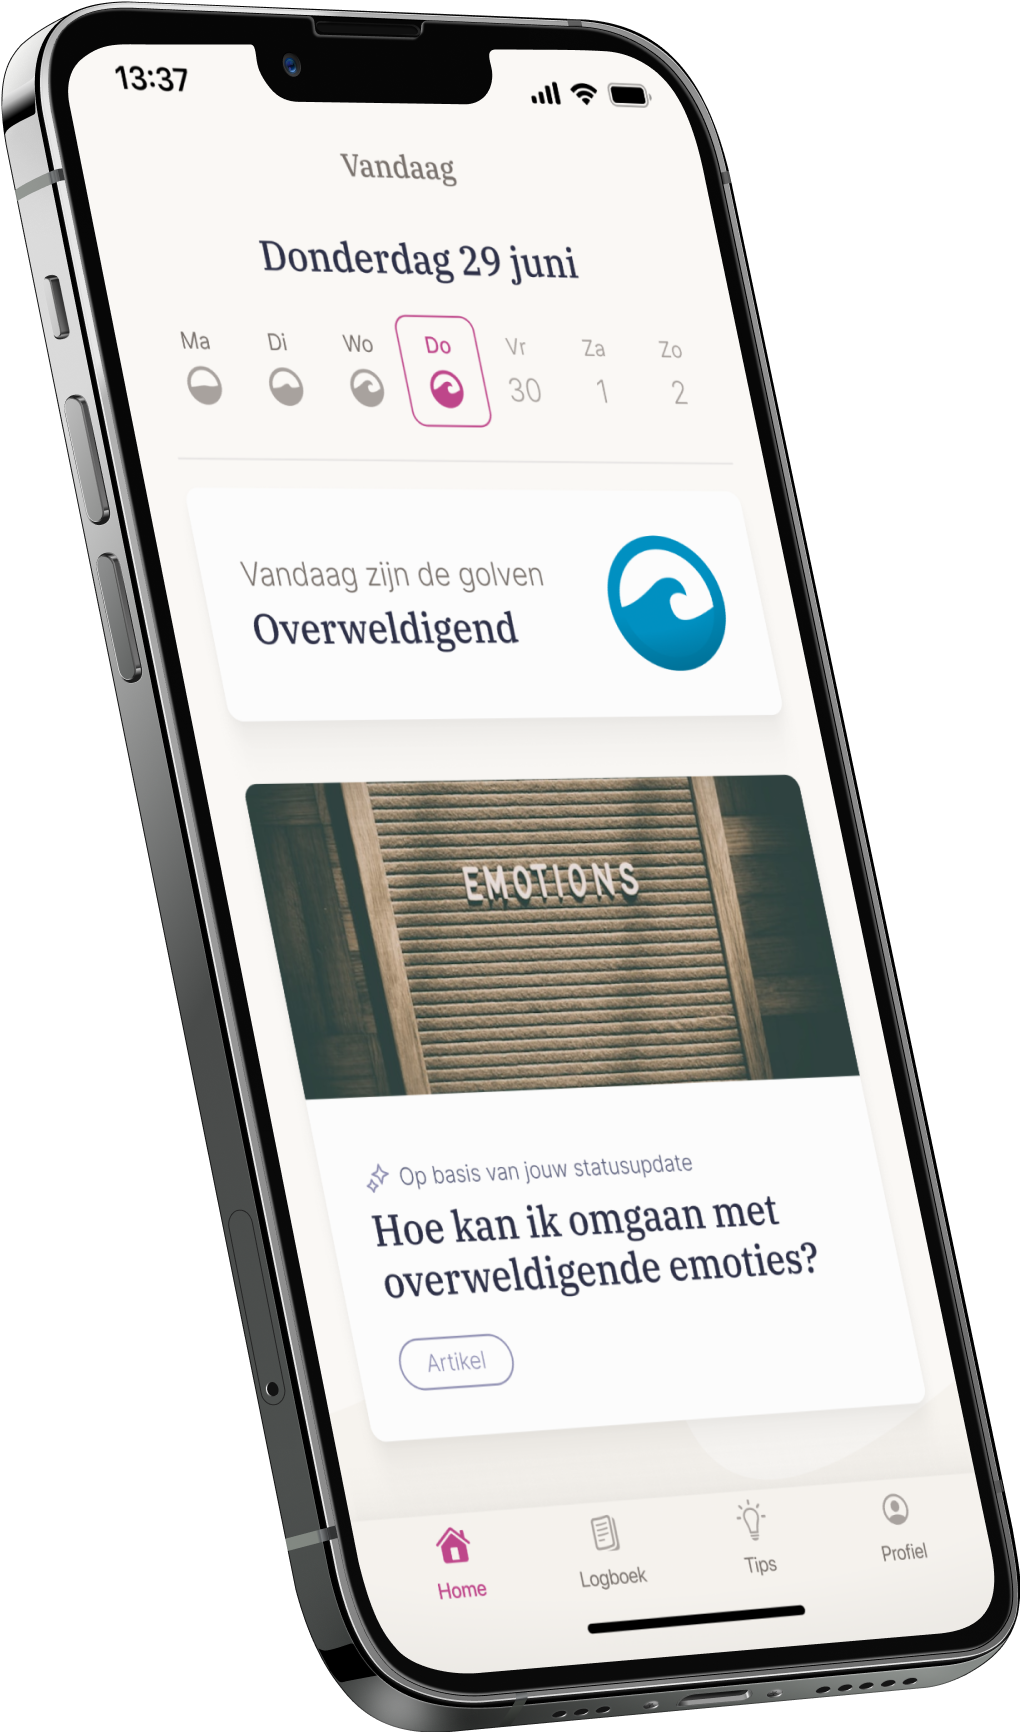 13:37
Vandaag
Donderdag 29 juni
Ma Di Wo Do Vr Za Zo
30 1 2
Vandaag zijn de golven
Overweldigend
EMOTIONS
Op basis van jouw statusupdate
Hoe kan ik omgaan met
overweldigende emoties?
Artikel
Home Logboek Tips Profiel